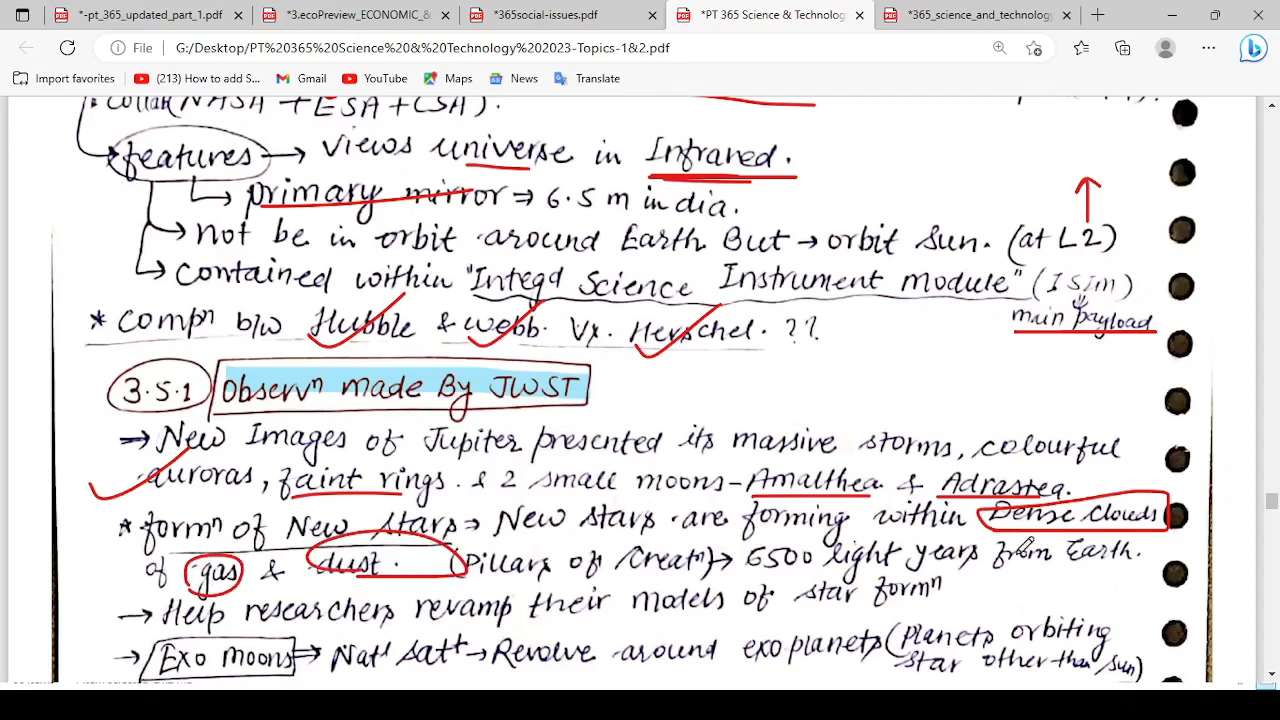 *-pt_365_updated_part_1.pdf
*3.ecoPreview_ECONOMIC_&
*365social-issues.pdf
*PT 365 Science & Technolog
*365_science_and_technology
File G:/Desktop/PT%20365%20Science%20&%20Technology%202023-Topics-1&2.pdf
Import favorites (213) How to add S... Gmail YouTube Maps News Translate
: collab(NASA + ESA + CSA).
features → views universe in Infrared.
↳ primary mirror ⇒ 6.5 m in dia.
→ not be in orbit around Earth But → orbit Sun. (at L2)
↳ contained within "Integd Science Instrument module" (ISim)
main payload
* compⁿ b/w Hubble & webb. Vx. Herschel. ??
3.5.1 Observⁿ made By JWST
→ New Images of Jupiter presented its massive storms, colourful
auroras, faint rings. & 2 small moons - Amalthea & Adrastea.
* formⁿ of New stars ⇒ New stars are forming within Dense clouds
of gas & dust. (Pillars of Creatⁿ) → 6500 light years from Earth.
→ Help researchers revamp their models of star formⁿ
→ Exo moons ⇒ Natˡ satᵗ → Revolve around exoplanets (planets orbiting
star other than sun)